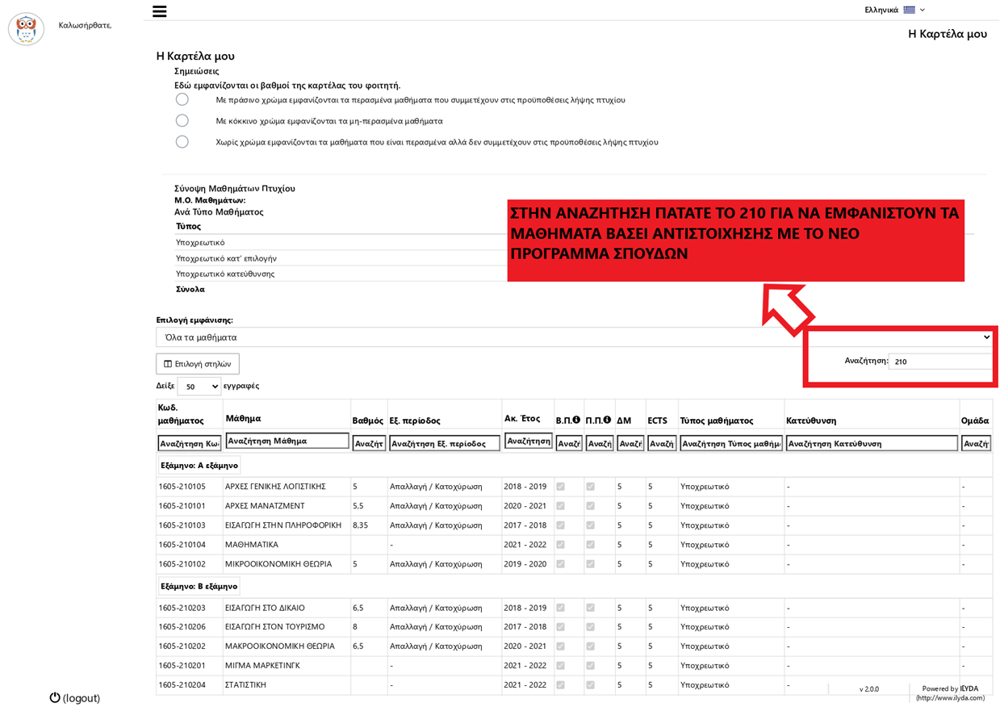 Καλωσήρθατε,
Ελληνικά
Η Καρτέλα μου
Η Καρτέλα μου
Σημειώσεις
Εδώ εμφανίζονται οι βαθμοί της καρτέλας του φοιτητή.
Με πράσινο χρώμα εμφανίζονται τα περασμένα μαθήματα που συμμετέχουν στις προϋποθέσεις λήψης πτυχίου
Με κόκκινο χρώμα εμφανίζονται τα μη-περασμένα μαθήματα
Χωρίς χρώμα εμφανίζονται τα μαθήματα που είναι περασμένα αλλά δεν συμμετέχουν στις προϋποθέσεις λήψης πτυχίου
Σύνοψη Μαθημάτων Πτυχίου
Μ.Ο. Μαθημάτων:
Ανά Τύπο Μαθήματος
Τύπος
Υποχρεωτικό
Υποχρεωτικό κατ' επιλογήν
Υποχρεωτικό κατεύθυνσης
Σύνολα
ΣΤΗΝ ΑΝΑΖΗΤΗΣΗ ΠΑΤΑΤΕ ΤΟ 210 ΓΙΑ ΝΑ ΕΜΦΑΝΙΣΤΟΥΝ ΤΑ
ΜΑΘΗΜΑΤΑ ΒΑΣΕΙ ΑΝΤΙΣΤΟΙΧΗΣΗΣ ΜΕ ΤΟ ΝΕΟ
ΠΡΟΓΡΑΜΜΑ ΣΠΟΥΔΩΝ
Επιλογή εμφάνισης:
Όλα τα μαθήματα
Επιλογή στηλών
Αναζήτηση: 210
Δείξε 50 εγγραφές
Κωδ. μαθήματος Μάθημα Βαθμός Εξ. περίοδος Ακ. Έτος Β.Π. Π.Π. ΔΜ ECTS Τύπος μαθήματος Κατεύθυνση Ομάδα
Αναζήτηση Κω Αναζήτηση Μάθημα Αναζήτ Αναζήτηση Εξ. περίοδος Αναζήτηση Αναζή Αναζή Αναζή Αναζή Αναζήτηση Τύπος μαθήμ Αναζήτηση Κατεύθυνση Αναζή
Εξάμηνο: Α εξάμηνο
1605-210105 ΑΡΧΕΣ ΓΕΝΙΚΗΣ ΛΟΓΙΣΤΙΚΗΣ 5 Απαλλαγή / Κατοχύρωση 2018 - 2019 5 5 Υποχρεωτικό - -
1605-210101 ΑΡΧΕΣ ΜΑΝΑΤΖΜΕΝΤ 5,5 Απαλλαγή / Κατοχύρωση 2020 - 2021 5 5 Υποχρεωτικό - -
1605-210103 ΕΙΣΑΓΩΓΗ ΣΤΗΝ ΠΛΗΡΟΦΟΡΙΚΗ 8,35 Απαλλαγή / Κατοχύρωση 2017 - 2018 5 5 Υποχρεωτικό - -
1605-210104 ΜΑΘΗΜΑΤΙΚΑ - 2021 - 2022 5 5 Υποχρεωτικό - -
1605-210102 ΜΙΚΡΟΟΙΚΟΝΟΜΙΚΗ ΘΕΩΡΙΑ 5 Απαλλαγή / Κατοχύρωση 2019 - 2020 5 5 Υποχρεωτικό - -
Εξάμηνο: Β εξάμηνο
1605-210203 ΕΙΣΑΓΩΓΗ ΣΤΟ ΔΙΚΑΙΟ 6,5 Απαλλαγή / Κατοχύρωση 2018 - 2019 5 5 Υποχρεωτικό - -
1605-210206 ΕΙΣΑΓΩΓΗ ΣΤΟΝ ΤΟΥΡΙΣΜΟ 8 Απαλλαγή / Κατοχύρωση 2017 - 2018 5 5 Υποχρεωτικό - -
1605-210202 ΜΑΚΡΟΟΙΚΟΝΟΜΙΚΗ ΘΕΩΡΙΑ 6,5 Απαλλαγή / Κατοχύρωση 2020 - 2021 5 5 Υποχρεωτικό - -
1605-210201 ΜΙΓΜΑ ΜΑΡΚΕΤΙΝΓΚ - 2021 - 2022 5 5 Υποχρεωτικό - -
1605-210204 ΣΤΑΤΙΣΤΙΚΗ - 2021 - 2022 5 5 Υποχρεωτικό - -
v 2.0.0
Powered by ILYDA
(http://www.ilyda.com)
(logout)